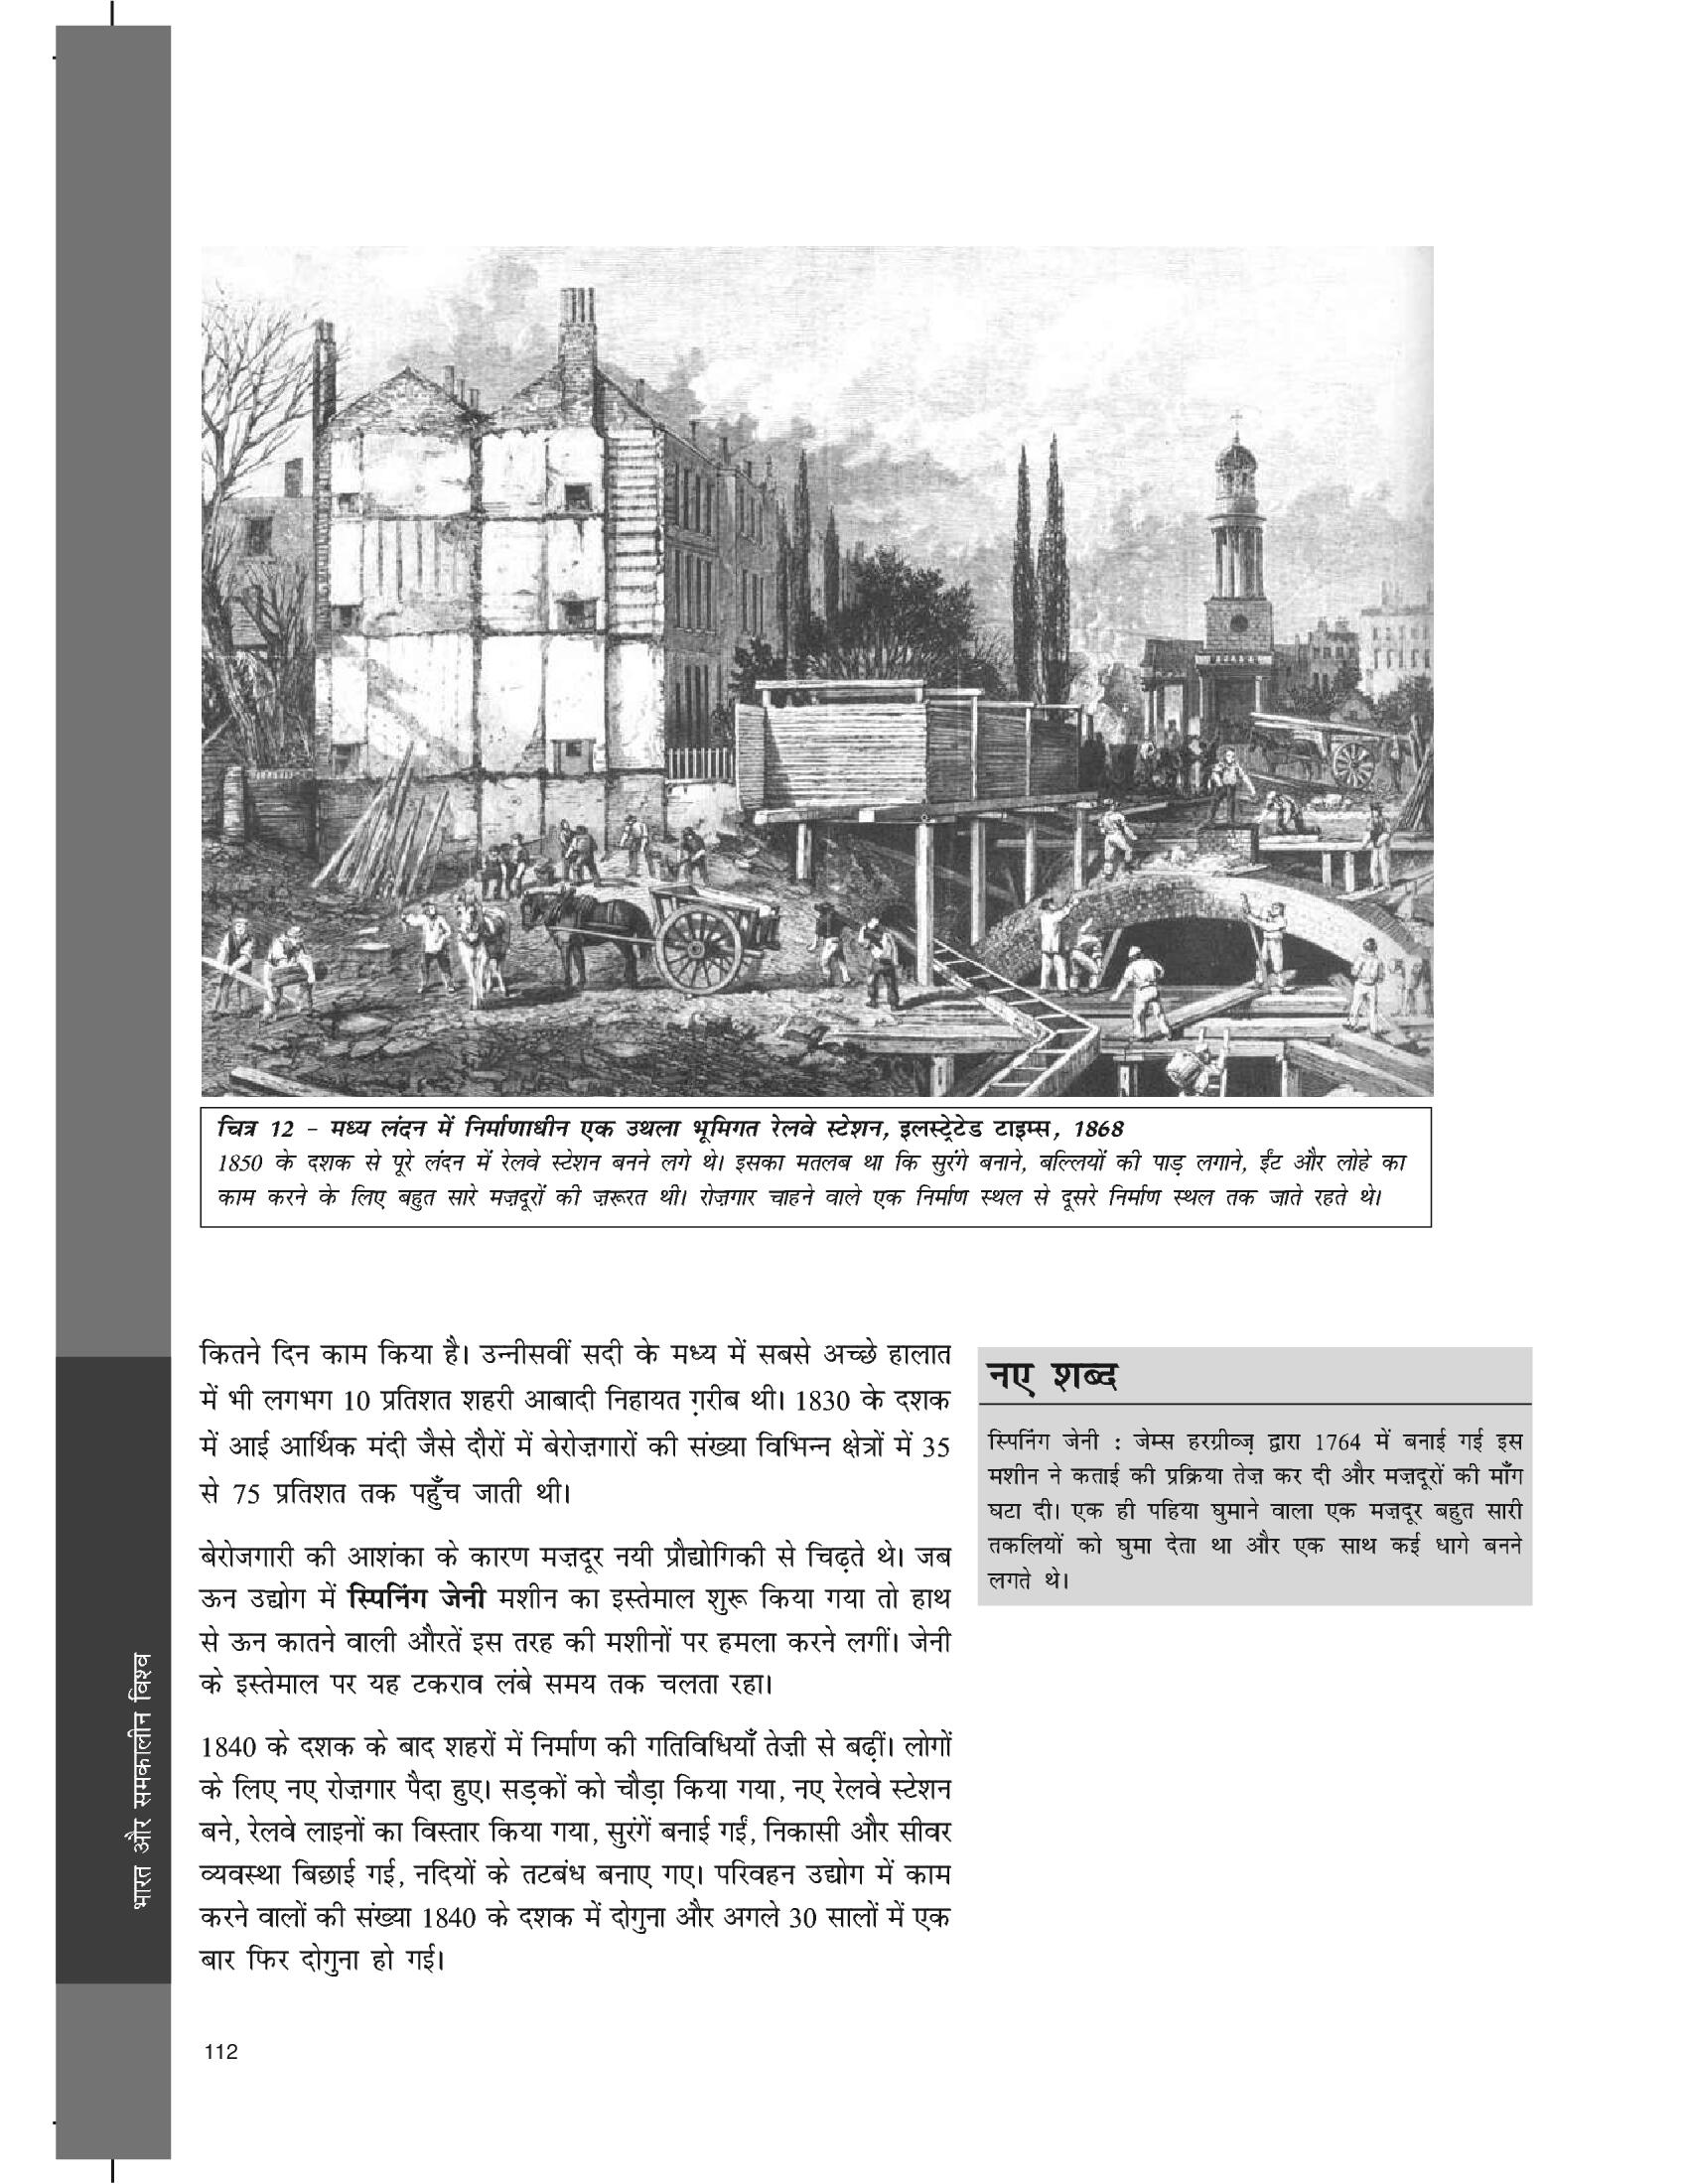 चित्र 12 – मध्य लंदन में निर्माणाधीन एक उथला भूमिगत रेलवे स्टेशन, इलस्ट्रेटेड टाइम्स, 1868
1850 के दशक से पूरे लंदन में रेलवे स्टेशन बनने लगे थे। इसका मतलब था कि सुरंगे बनाने, बल्लियों की पाड़ लगाने, ईंट और लोहे का
काम करने के लिए बहुत सारे मज़दूरों की ज़रूरत थी। रोज़गार चाहने वाले एक निर्माण स्थल से दूसरे निर्माण स्थल तक जाते रहते थे।
कितने दिन काम किया है। उन्नीसवीं सदी के मध्य में सबसे अच्छे हालात
में भी लगभग 10 प्रतिशत शहरी आबादी निहायत ग़रीब थी। 1830 के दशक
में आई आर्थिक मंदी जैसे दौरों में बेरोज़गारों की संख्या विभिन्न क्षेत्रों में 35
से 75 प्रतिशत तक पहुँच जाती थी।
बेरोजगारी की आशंका के कारण मज़दूर नयी प्रौद्योगिकी से चिढ़ते थे। जब
ऊन उद्योग में स्पिनिंग जेनी मशीन का इस्तेमाल शुरू किया गया तो हाथ
से ऊन कातने वाली औरतें इस तरह की मशीनों पर हमला करने लगीं। जेनी
के इस्तेमाल पर यह टकराव लंबे समय तक चलता रहा।
1840 के दशक के बाद शहरों में निर्माण की गतिविधियाँ तेज़ी से बढ़ीं। लोगों
के लिए नए रोज़गार पैदा हुए। सड़कों को चौड़ा किया गया, नए रेलवे स्टेशन
बने, रेलवे लाइनों का विस्तार किया गया, सुरंगें बनाई गईं, निकासी और सीवर
व्यवस्था बिछाई गई, नदियों के तटबंध बनाए गए। परिवहन उद्योग में काम
करने वालों की संख्या 1840 के दशक में दोगुना और अगले 30 सालों में एक
बार फिर दोगुना हो गई।
नए शब्द
स्पिनिंग जेनी : जेम्स हरग्रीव्ज़ द्वारा 1764 में बनाई गई इस
मशीन ने कताई की प्रक्रिया तेज़ कर दी और मज़दूरों की माँग
घटा दी। एक ही पहिया घुमाने वाला एक मज़दूर बहुत सारी
तकलियों को घुमा देता था और एक साथ कई धागे बनने
लगते थे।
भारत और समकालीन विश्व
112